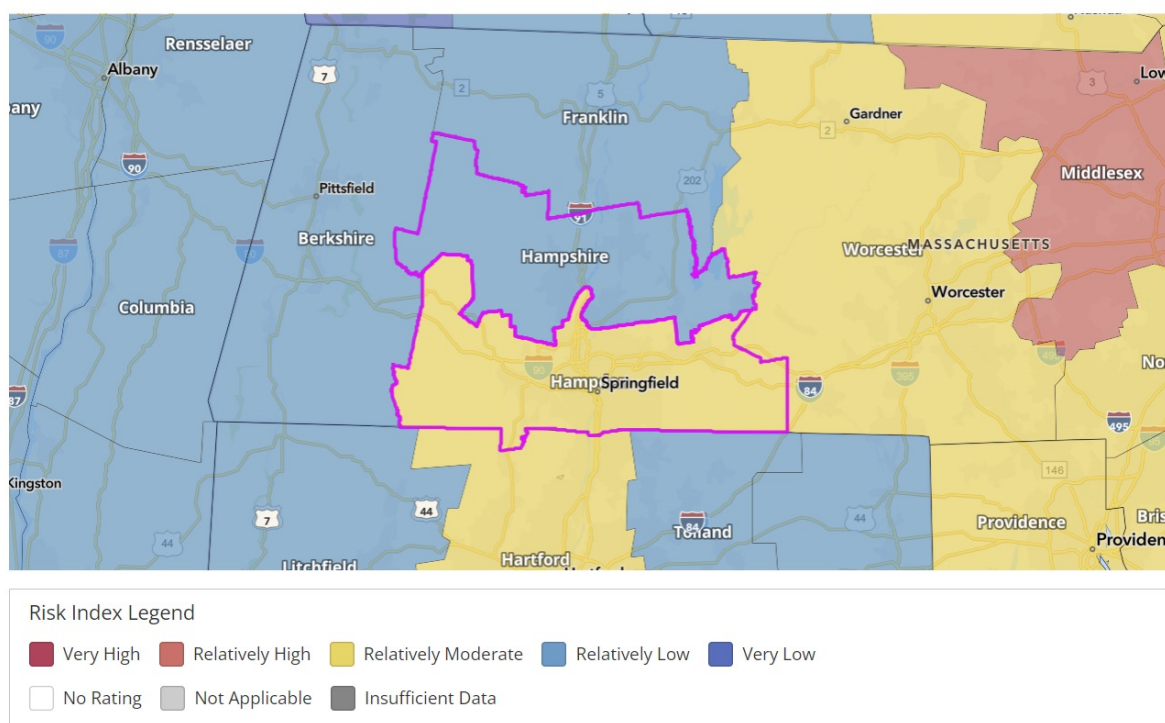 Rensselaer
90
Albany
7
2
5
Gardner
3
Low
any
Franklin
2
90
202
Middlesex
Pittsfield
91
Berkshire
Hampshire
Worcester
MASSACHUSETTS
87
90
Columbia
Worcester
90
495
No
Springfield
84
395
87
495
Kingston
44
146
7
84
44
Providence
Bris
44
Tolland
Providen
Hartford
Litchfield
Risk Index Legend
Very High Relatively High Relatively Moderate Relatively Low Very Low
No Rating Not Applicable Insufficient Data